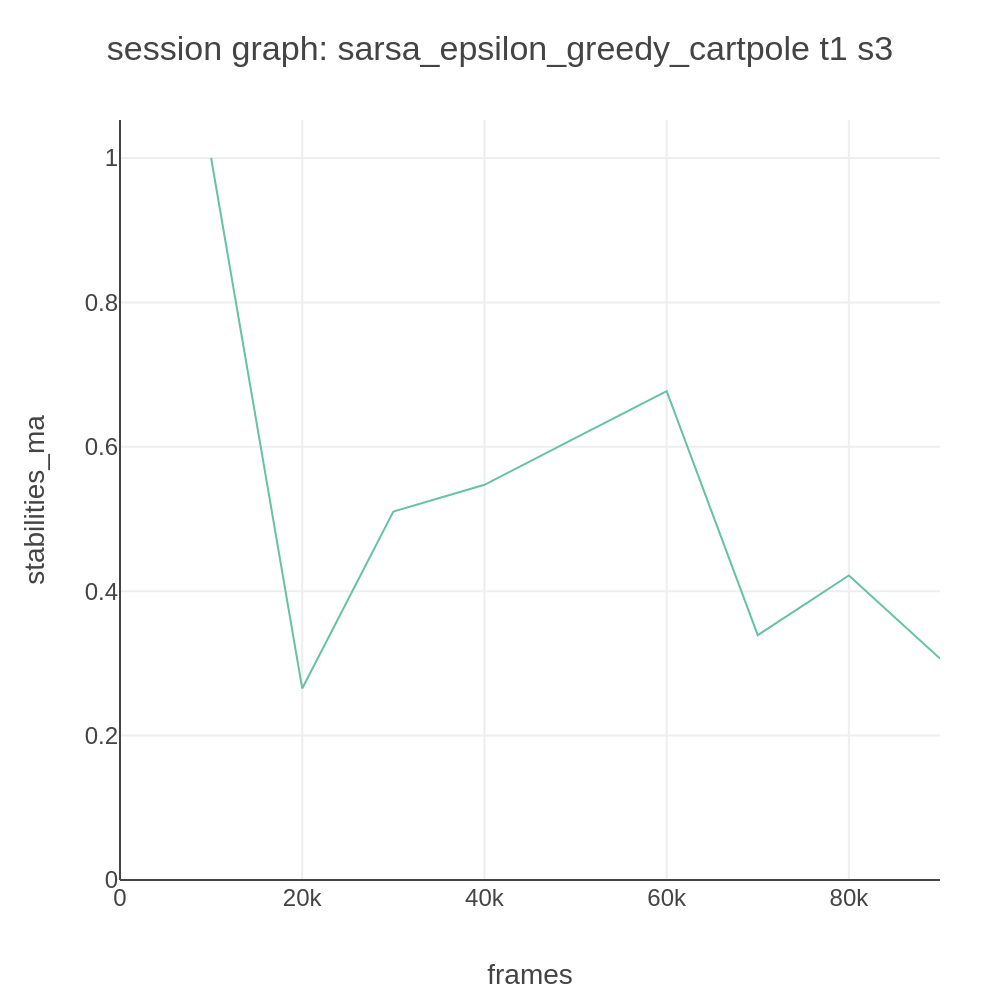 session graph: sarsa_epsilon_greedy_cartpole t1 s3
1
0.8
0.6
0.4
0.2
0
stabilities_ma
0
20k
40k
60k
80k
frames